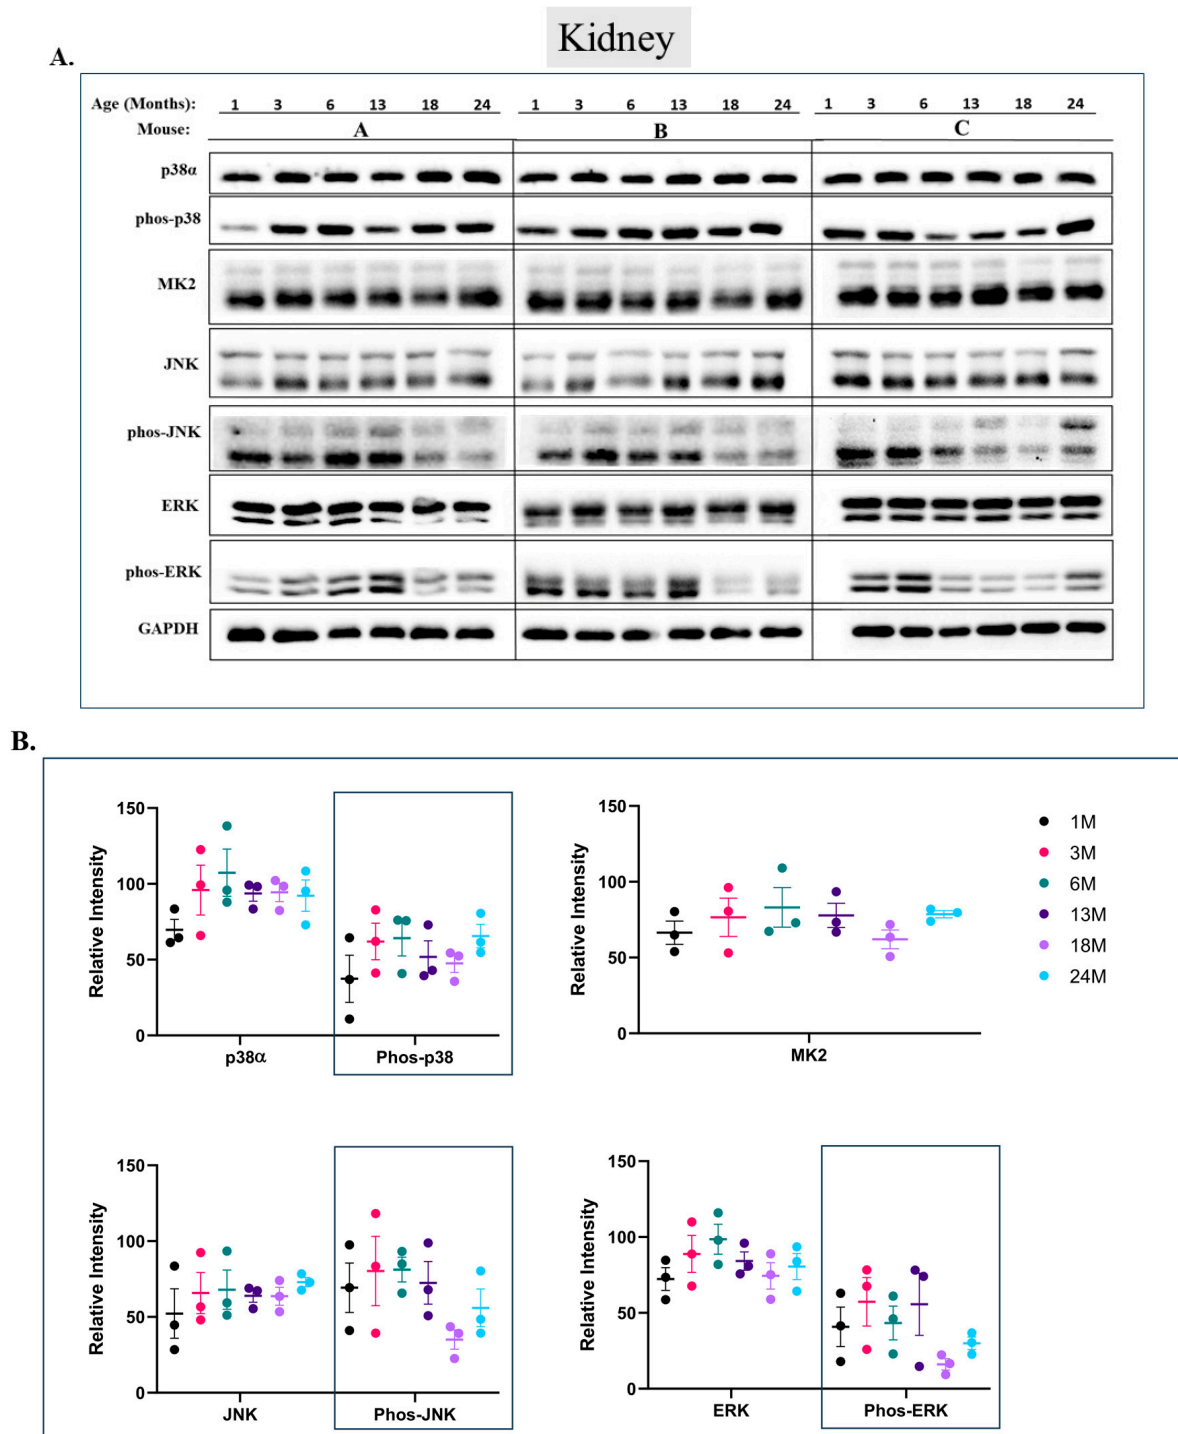 Kidney
A.
Age (Months): 1 3 6 13 18 24 1 3 6 13 18 24 1 3 6 13 18 24
Mouse: A B C
p38α
phos-p38
MK2
JNK
phos-JNK
ERK
phos-ERK
GAPDH
B.
150
100
50
0
Relative Intensity
p38α Phos-p38
150
100
50
0
Relative Intensity
MK2
1M
3M
6M
13M
18M
24M
150
100
50
0
Relative Intensity
JNK Phos-JNK
150
100
50
0
Relative Intensity
ERK Phos-ERK